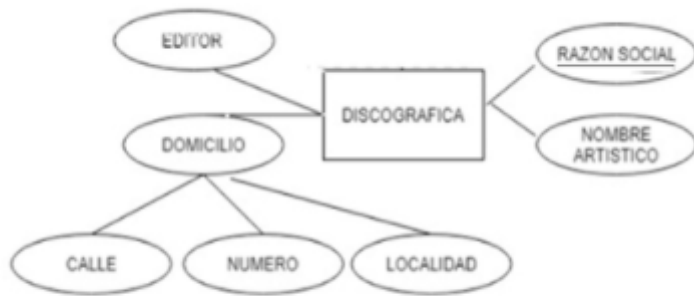 EDITOR
RAZON SOCIAL
DISCOGRAFICA
DOMICILIO
NOMBRE
ARTISTICO
CALLE
NUMERO
LOCALIDAD